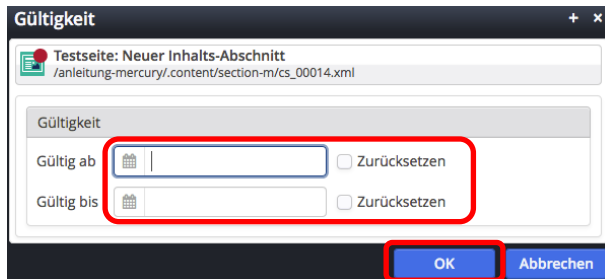 Gültigkeit
Testseite: Neuer Inhalts-Abschnitt
/anleitung-mercury/.content/section-m/cs_00014.xml
Gültigkeit
Gültig ab Zurücksetzen
Gültig bis Zurücksetzen
OK Abbrechen